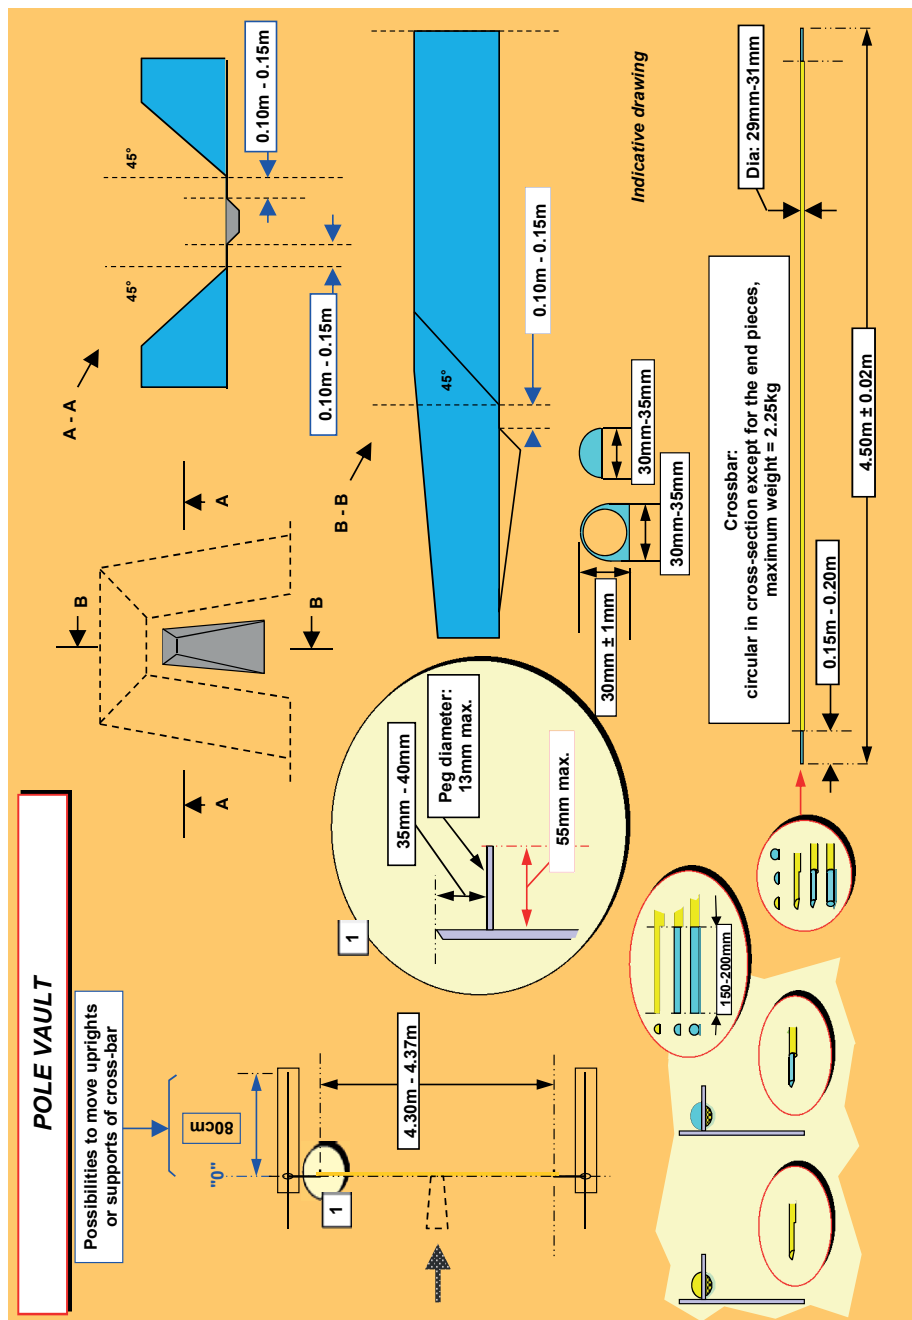 POLE VAULT
Possibilities to move uprights
or supports of cross-bar
80cm
"0"
1
4.30m - 4.37m
A
A
B
B
A - A
45°
45°
0.10m - 0.15m
0.10m - 0.15m
1
35mm - 40mm
Peg diameter:
13mm max.
55mm max.
B - B
45°
0.10m - 0.15m
30mm ± 1mm
30mm-35mm
30mm-35mm
Indicative drawing
150-200mm
Crossbar:
circular in cross-section except for the end pieces,
maximum weight = 2.25kg
Dia: 29mm-31mm
0.15m - 0.20m
4.50m ± 0.02m